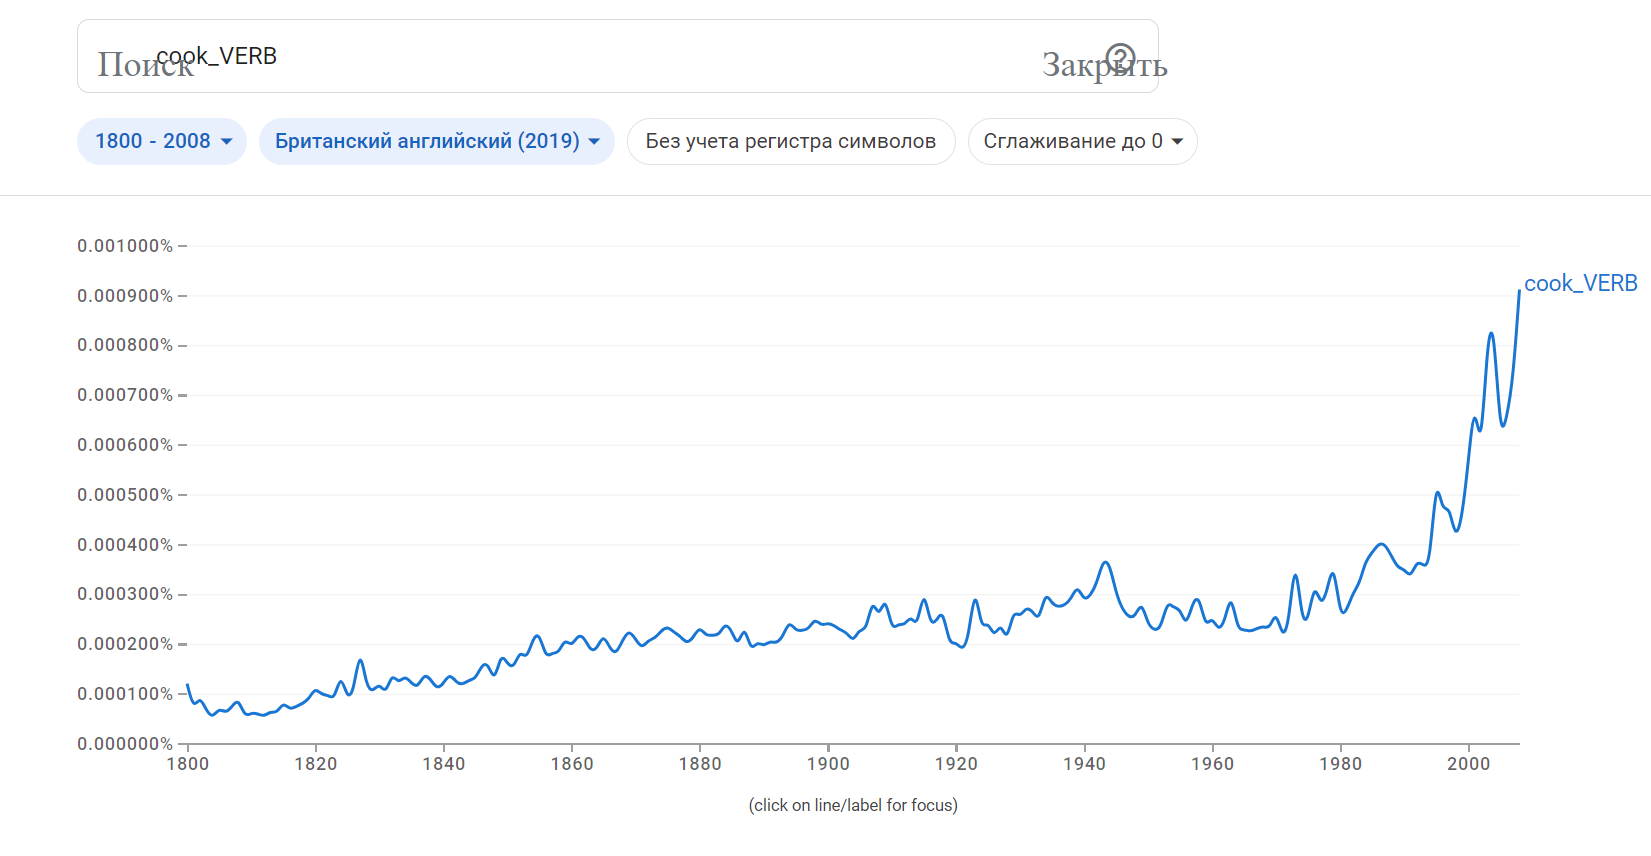 cook_VERB
Поиск
Закрыть
1800 - 2008
Британский английский (2019)
Без учета регистра символов
Сглаживание до 0
0.001000%
0.000900%
0.000800%
0.000700%
0.000600%
0.000500%
0.000400%
0.000300%
0.000200%
0.000100%
0.000000%
cook_VERB
1800 1820 1840 1860 1880 1900 1920 1940 1960 1980 2000
(click on line/label for focus)